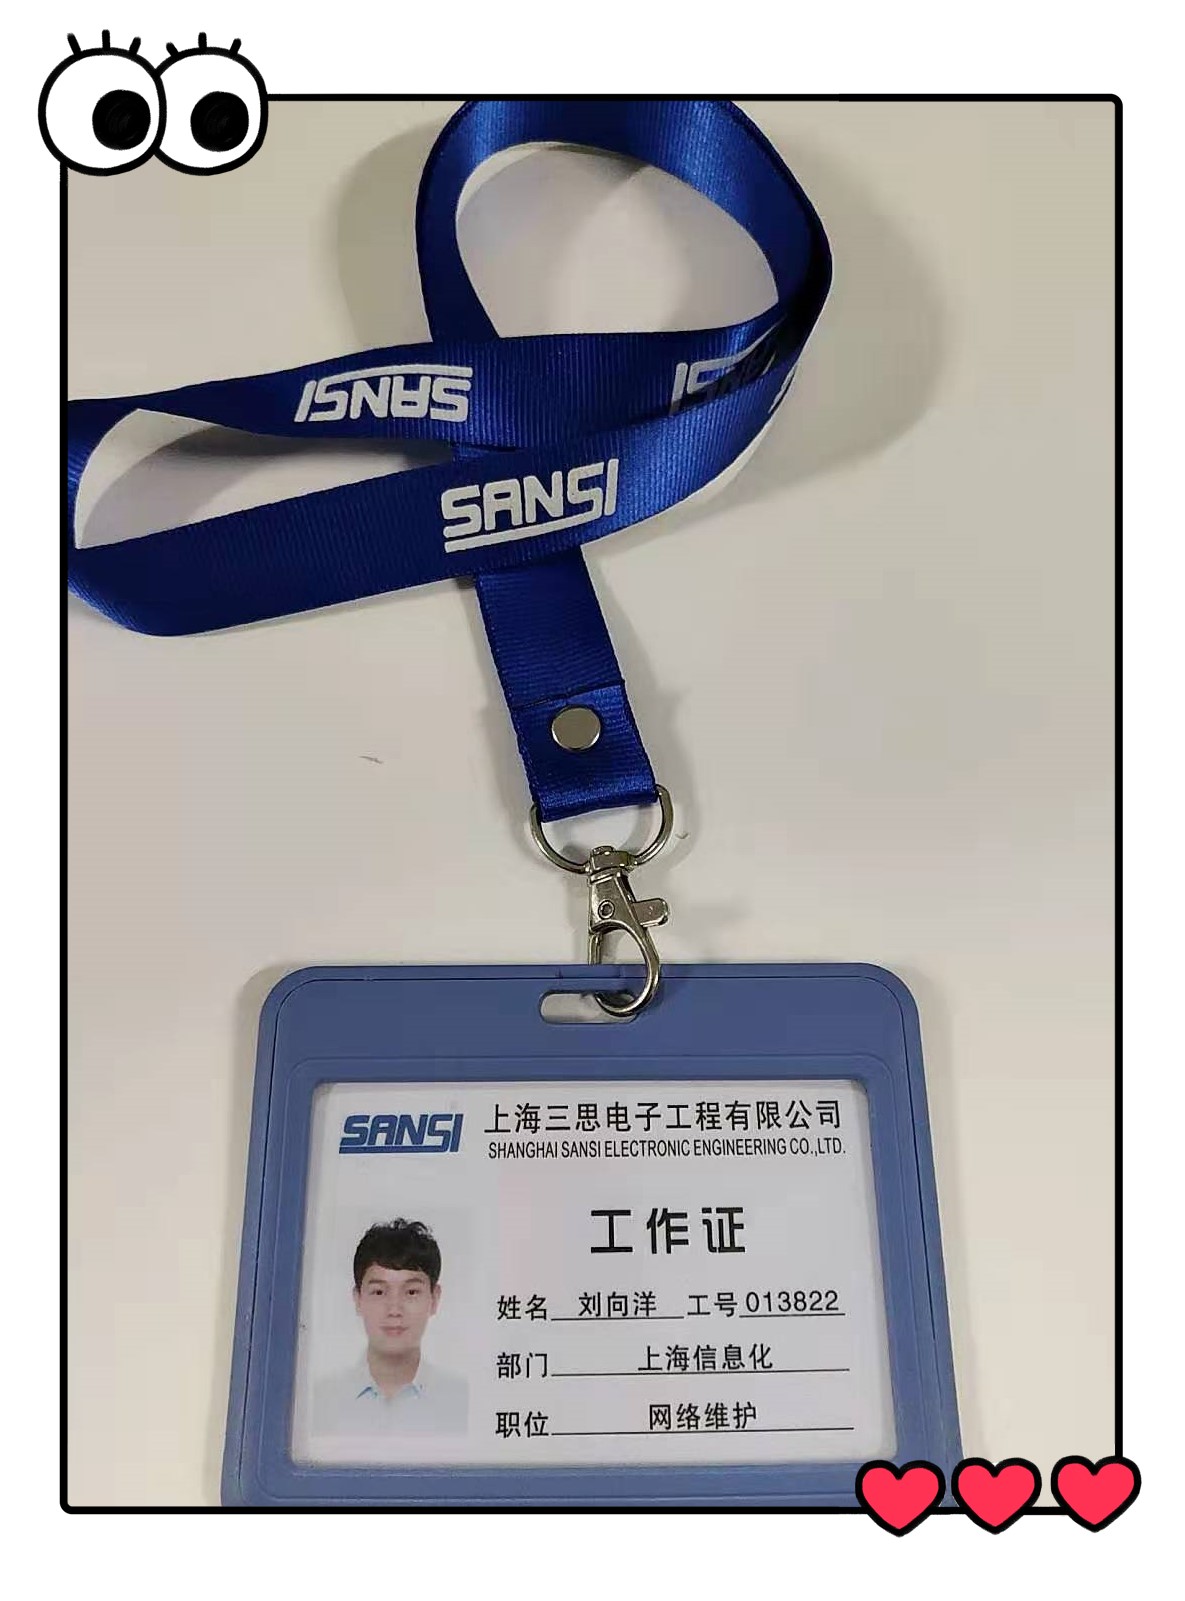 SANSI
SANSI
SANSI 上海三思电子工程有限公司
SHANGHAI SANSI ELECTRONIC ENGINEERING CO.,LTD.
工作证
姓名 刘向洋 工号 013822
部门 上海信息化
职位 网络维护